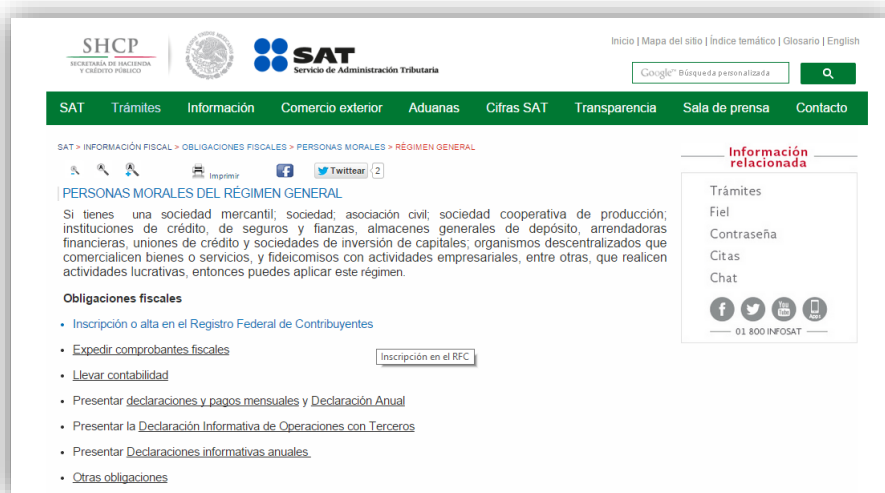 SHCP
SECRETARÍA DE HACIENDA
Y CRÉDITO PÚBLICO
SAT
Servicio de Administración Tributaria
Inicio | Mapa del sitio | Índice temático | Glosario | English
Google™ Búsqueda personalizada
SAT Trámites Información Comercio exterior Aduanas Cifras SAT Transparencia Sala de prensa Contacto
SAT > INFORMACIÓN FISCAL > OBLIGACIONES FISCALES > PERSONAS MORALES > RÉGIMEN GENERAL
Imprimir
Twittear 2
PERSONAS MORALES DEL RÉGIMEN GENERAL
Si tienes una sociedad mercantil; sociedad; asociación civil; sociedad cooperativa de producción;
instituciones de crédito, de seguros y fianzas, almacenes generales de depósito, arrendadoras
financieras, uniones de crédito y sociedades de inversión de capitales; organismos descentralizados que
comercialicen bienes o servicios, y fideicomisos con actividades empresariales, entre otras, que realicen
actividades lucrativas, entonces puedes aplicar este régimen.
Obligaciones fiscales
• Inscripción o alta en el Registro Federal de Contribuyentes
• Expedir comprobantes fiscales
Inscripción en el RFC
• Llevar contabilidad
• Presentar declaraciones y pagos mensuales y Declaración Anual
• Presentar la Declaración Informativa de Operaciones con Terceros
• Presentar Declaraciones informativas anuales
• Otras obligaciones
Información
relacionada
Trámites
Fiel
Contraseña
Citas
Chat
You
Tube
Apps
01 800 INFOSAT